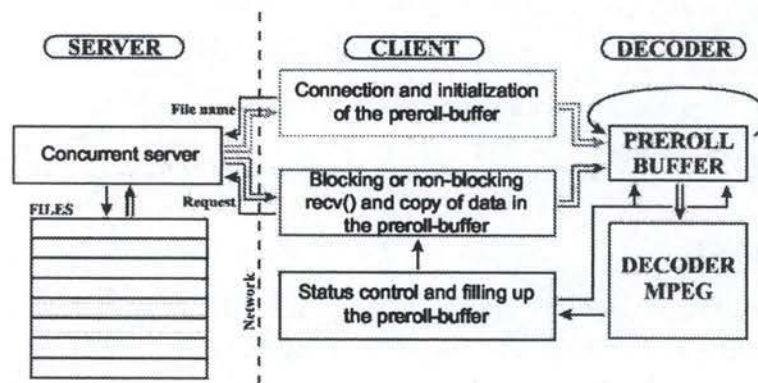 SERVER
CLIENT
DECODER
File name
Connection and initialization
of the preroll-buffer
Concurrent server
PREROLL
BUFFER
Request
Blocking or non-blocking
recv() and copy of data in
the preroll-buffer
FILES
Network
Status control and filling up
the preroll-buffer
DECODER
MPEG